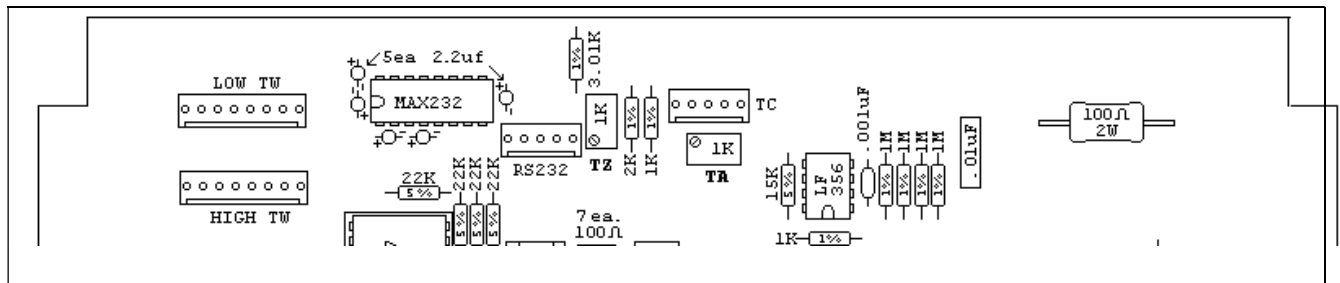 5ea 2.2uf
1%
3.01K
LOW TW
MAX232
1K
1%
1%
TC
.001uF
1M
1M
1M
1M
.01uF
100Ω
2W
RS232
TZ
2K
1K
1K
TA
15K
5%
LF
356
1%
1%
1%
1%
22K
5%
22K
22K
22K
HIGH TW
5%
5%
5%
7 ea.
100Ω
1K
1%